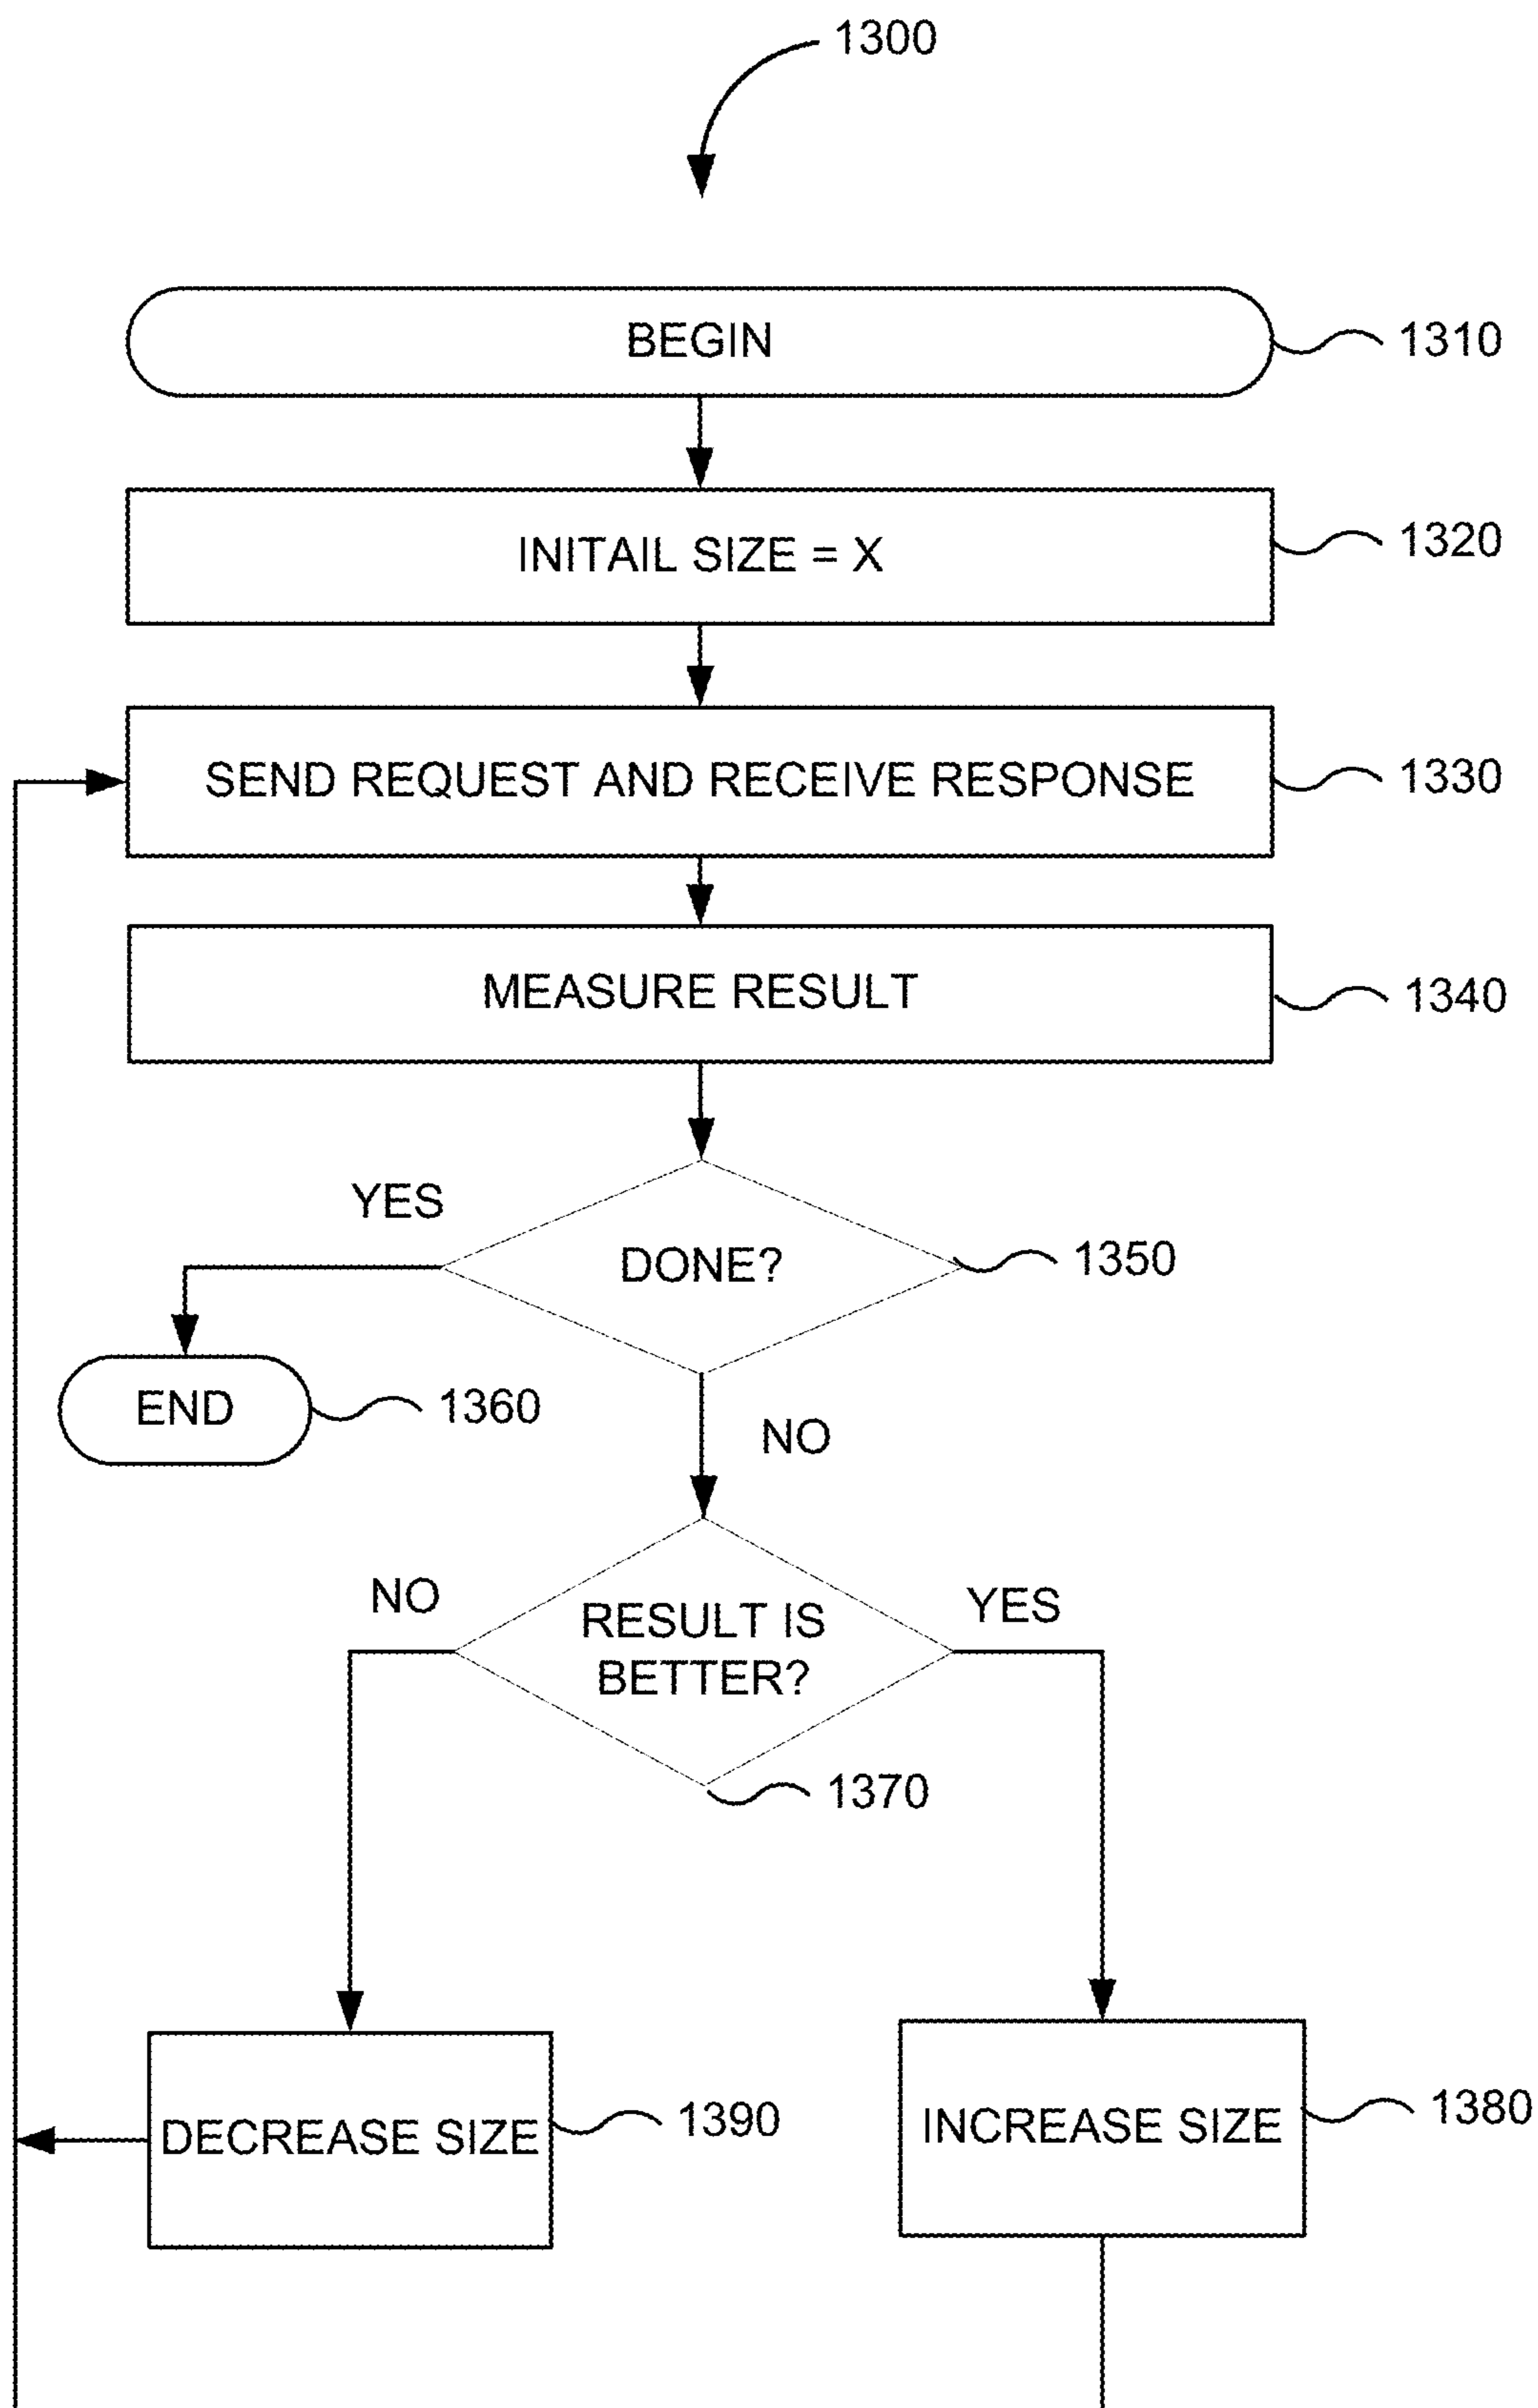 1300
BEGIN
1310
INITAIL SIZE = X
1320
SEND REQUEST AND RECEIVE RESPONSE
1330
MEASURE RESULT
1340
YES
DONE?
1350
END
1360
NO
NO
RESULT IS
BETTER?
YES
1370
DECREASE SIZE
1390
INCREASE SIZE
1380